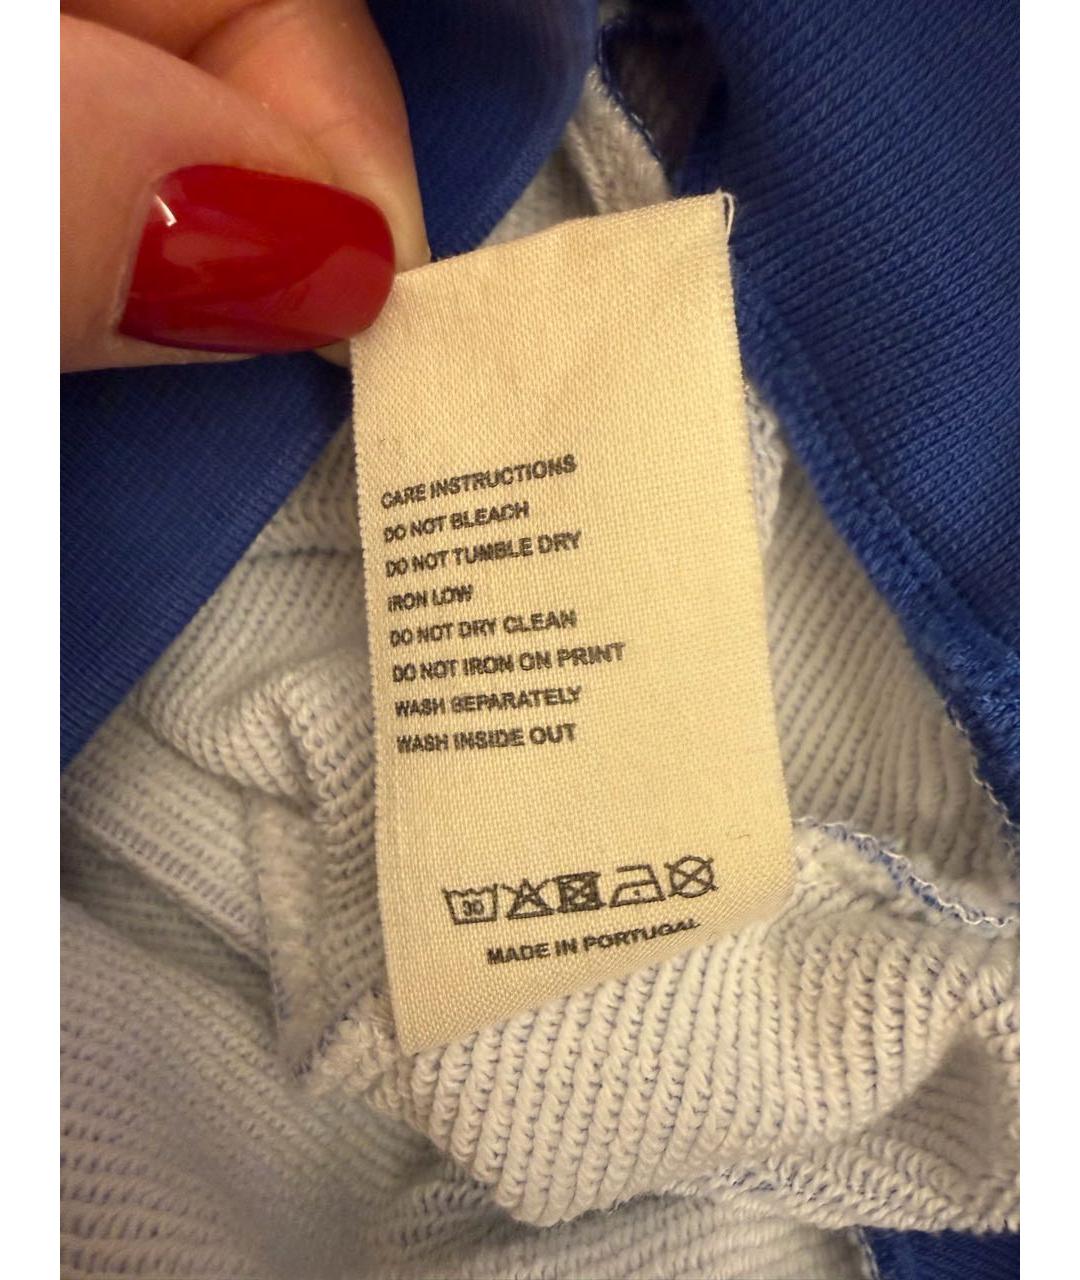 CARE INSTRUCTIONS
DO NOT BLEACH
DO NOT TUMBLE DRY
IRON LOW
DO NOT DRY CLEAN
DO NOT IRON ON PRINT
WASH SEPARATELY
WASH INSIDE OUT
30
MADE IN PORTUGAL